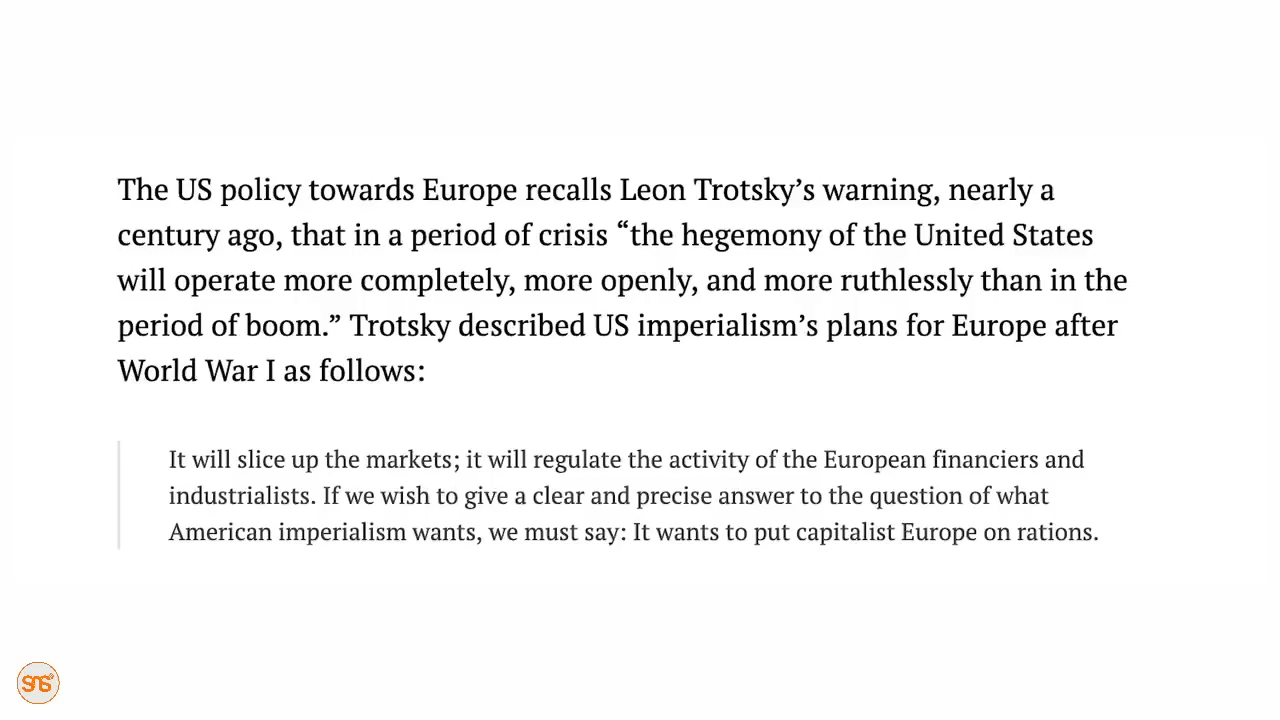 The US policy towards Europe recalls Leon Trotsky’s warning, nearly a
century ago, that in a period of crisis “the hegemony of the United States
will operate more completely, more openly, and more ruthlessly than in the
period of boom.” Trotsky described US imperialism’s plans for Europe after
World War I as follows:
It will slice up the markets; it will regulate the activity of the European financiers and
industrialists. If we wish to give a clear and precise answer to the question of what
American imperialism wants, we must say: It wants to put capitalist Europe on rations.